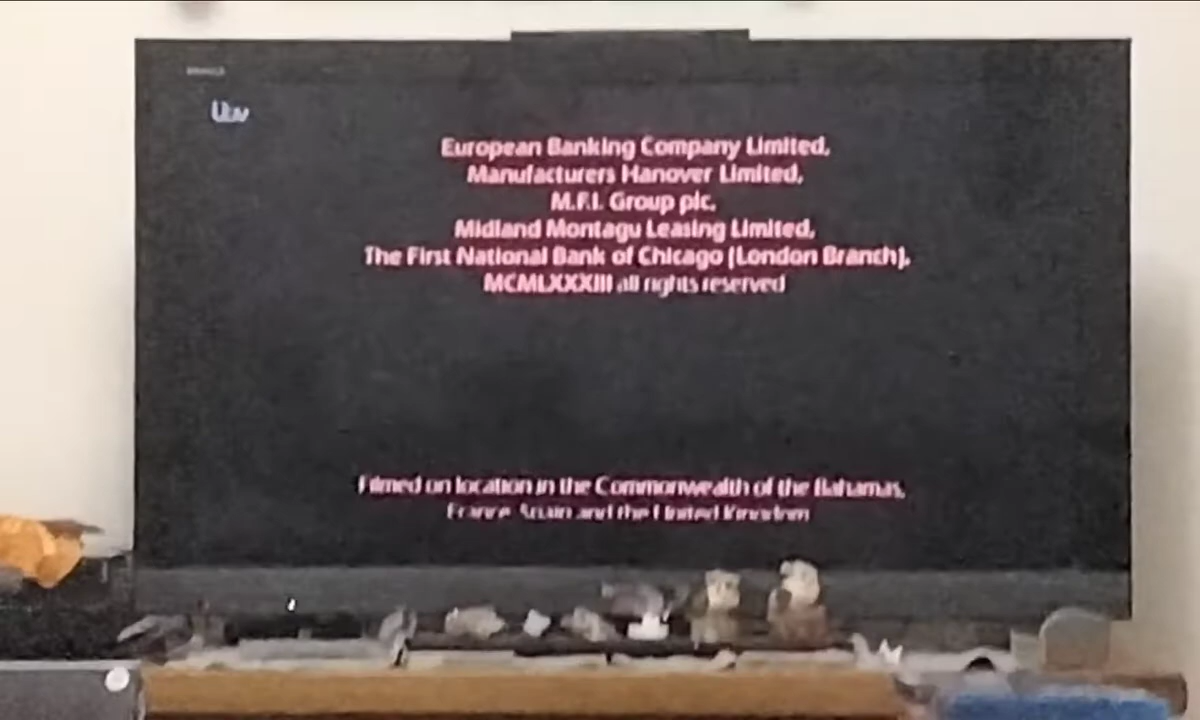 itv
European Banking Company Limited,
Manufacturers Hanover Limited,
M.F.I. Group plc,
Midland Montagu Leasing Limited,
The First National Bank of Chicago (London Branch),
MCMLXXXIII all rights reserved
Filmed on location in the Commonwealth of the Bahamas,
France, Spain and the United Kingdom